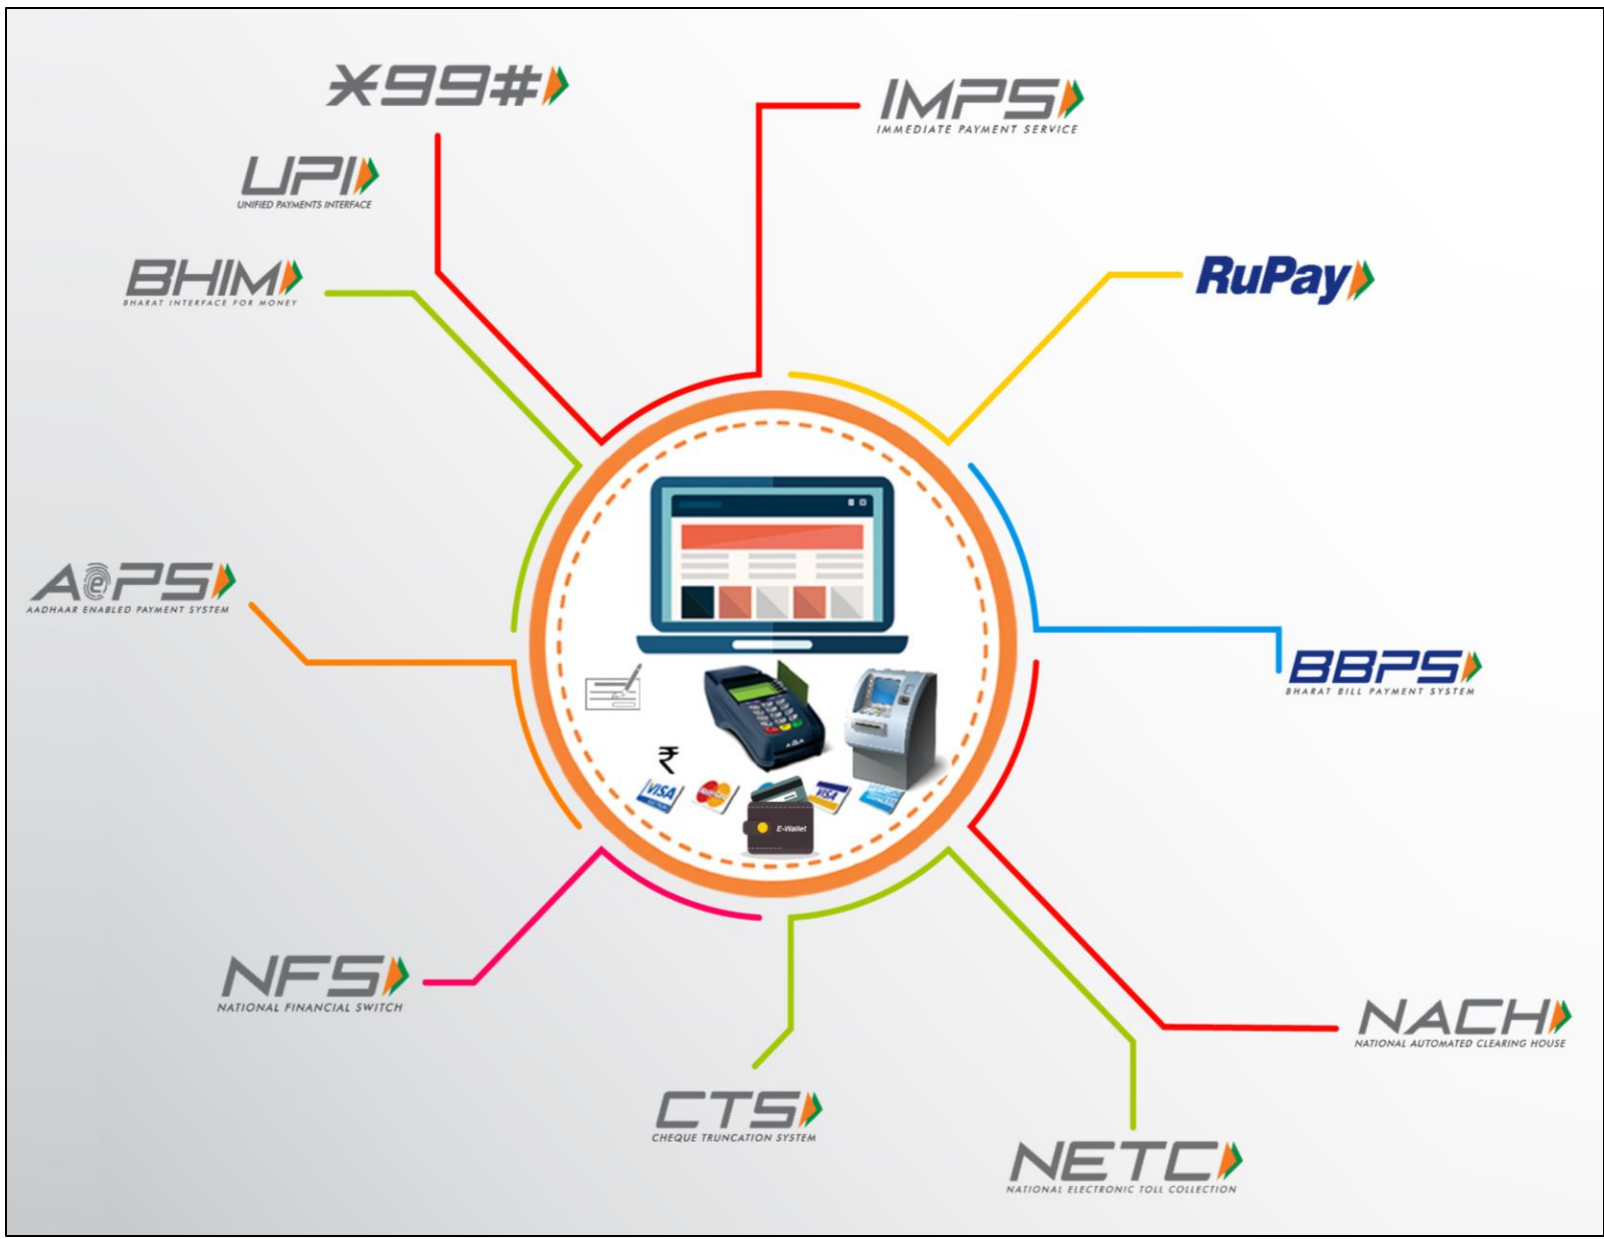 *99#
IMPS
IMMEDIATE PAYMENT SERVICE
UPI
UNIFIED PAYMENTS INTERFACE
BHIM
BHARAT INTERFACE FOR MONEY
RuPay
AePS
AADHAAR ENABLED PAYMENT SYSTEM
BBPS
BHARAT BILL PAYMENT SYSTEM
₹
VISA
VISA
E-Wallet
NFS
NATIONAL FINANCIAL SWITCH
NACH
NATIONAL AUTOMATED CLEARING HOUSE
CTS
CHEQUE TRUNCATION SYSTEM
NETC
NATIONAL ELECTRONIC TOLL COLLECTION